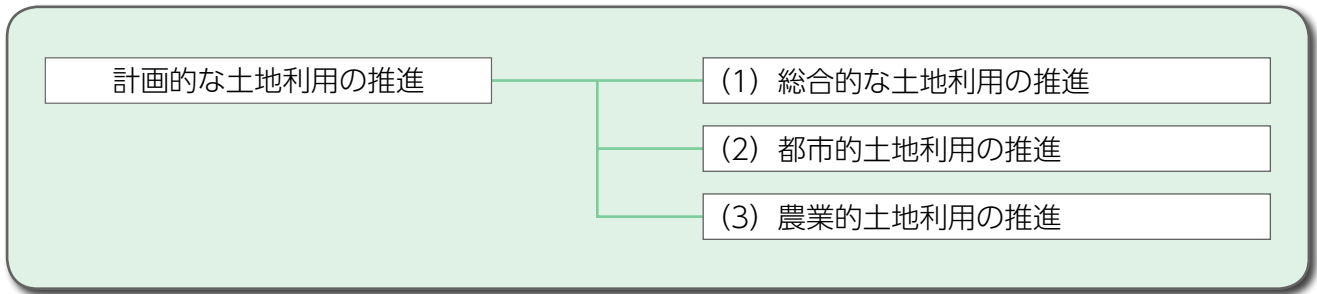 計画的な土地利用の推進
（1）総合的な土地利用の推進
（2）都市的土地利用の推進
（3）農業的土地利用の推進